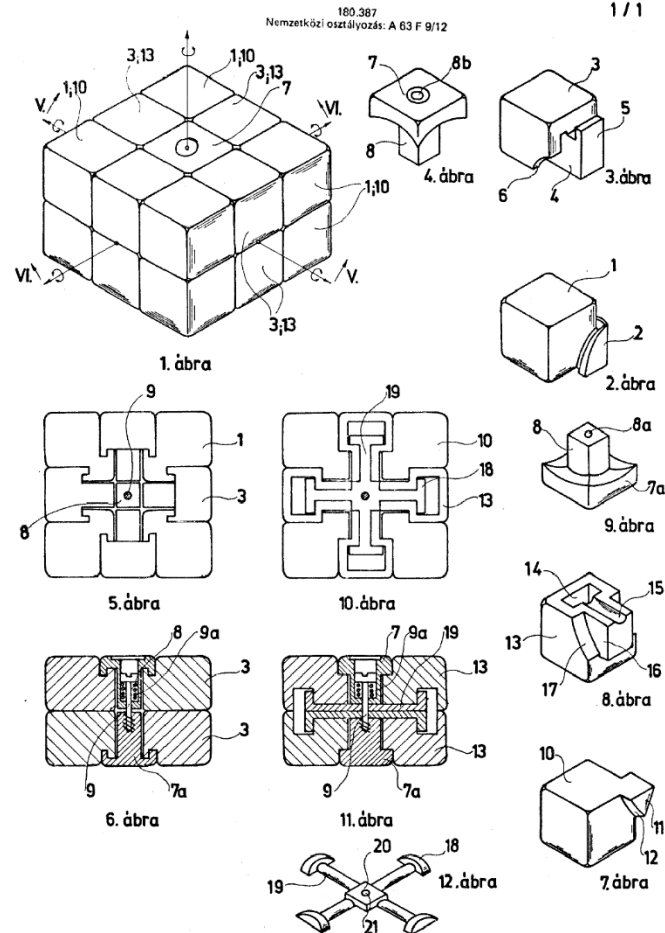 180.387
Nemzetközi osztályozás: A 63 F 9/12
1 / 1
3;13
1;10
3;13
7
1;10
V.
VI.
1;10
VI.
V.
3;13
1. ábra
7
8b
8
4. ábra
3
5
6
4
3. ábra
1
2
2. ábra
9
1
3
8
5. ábra
19
10
18
13
10. ábra
8
8a
7a
9. ábra
14
15
13
17
16
8. ábra
8
9a
3
3
9
7a
6. ábra
7
9a
19
13
13
9
7a
11. ábra
10
11
12
7. ábra
20
18
19
21
12. ábra